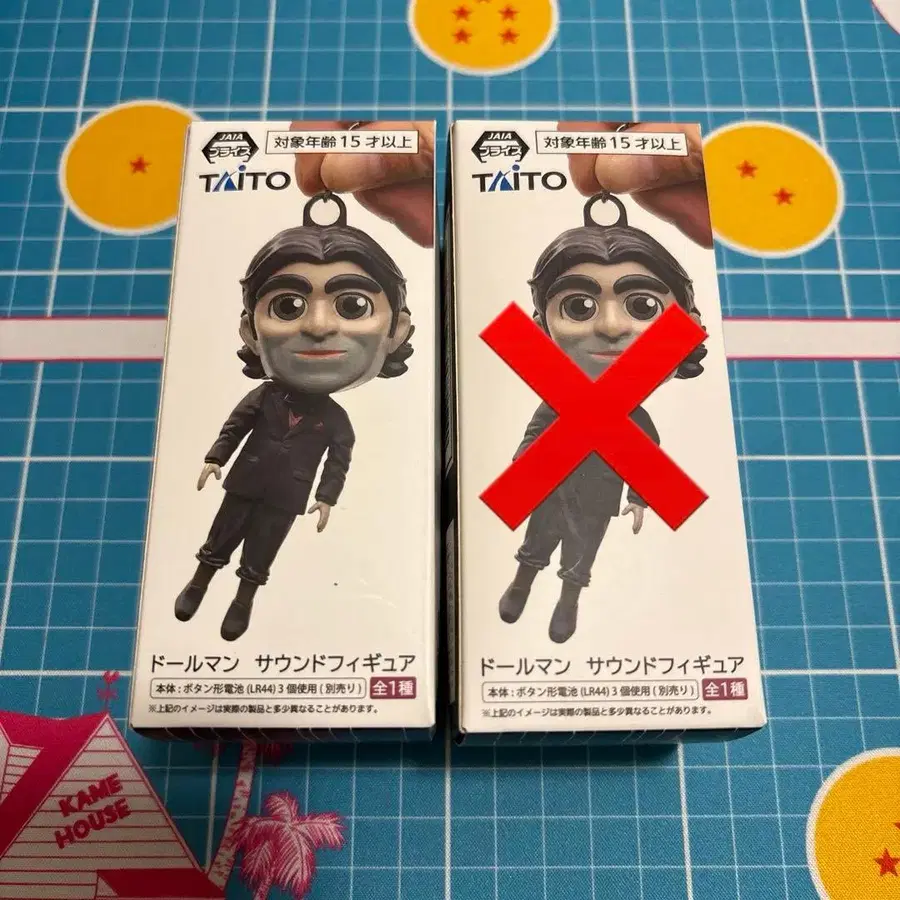 JAIA
プライズ
対象年齢15才以上
TAITO
ドールマン サウンドフィギュア
本体:ボタン形電池(LR44)3個使用(別売り)
全1種
※上記のイメージは実際の製品と多少異なることがあります。
JAIA
プライズ
対象年齢15才以上
TAITO
ドールマン サウンドフィギュア
本体:ボタン形電池(LR44)3個使用(別売り)
全1種
※上記のイメージは実際の製品と多少異なることがあります。
KAME
HOUSE